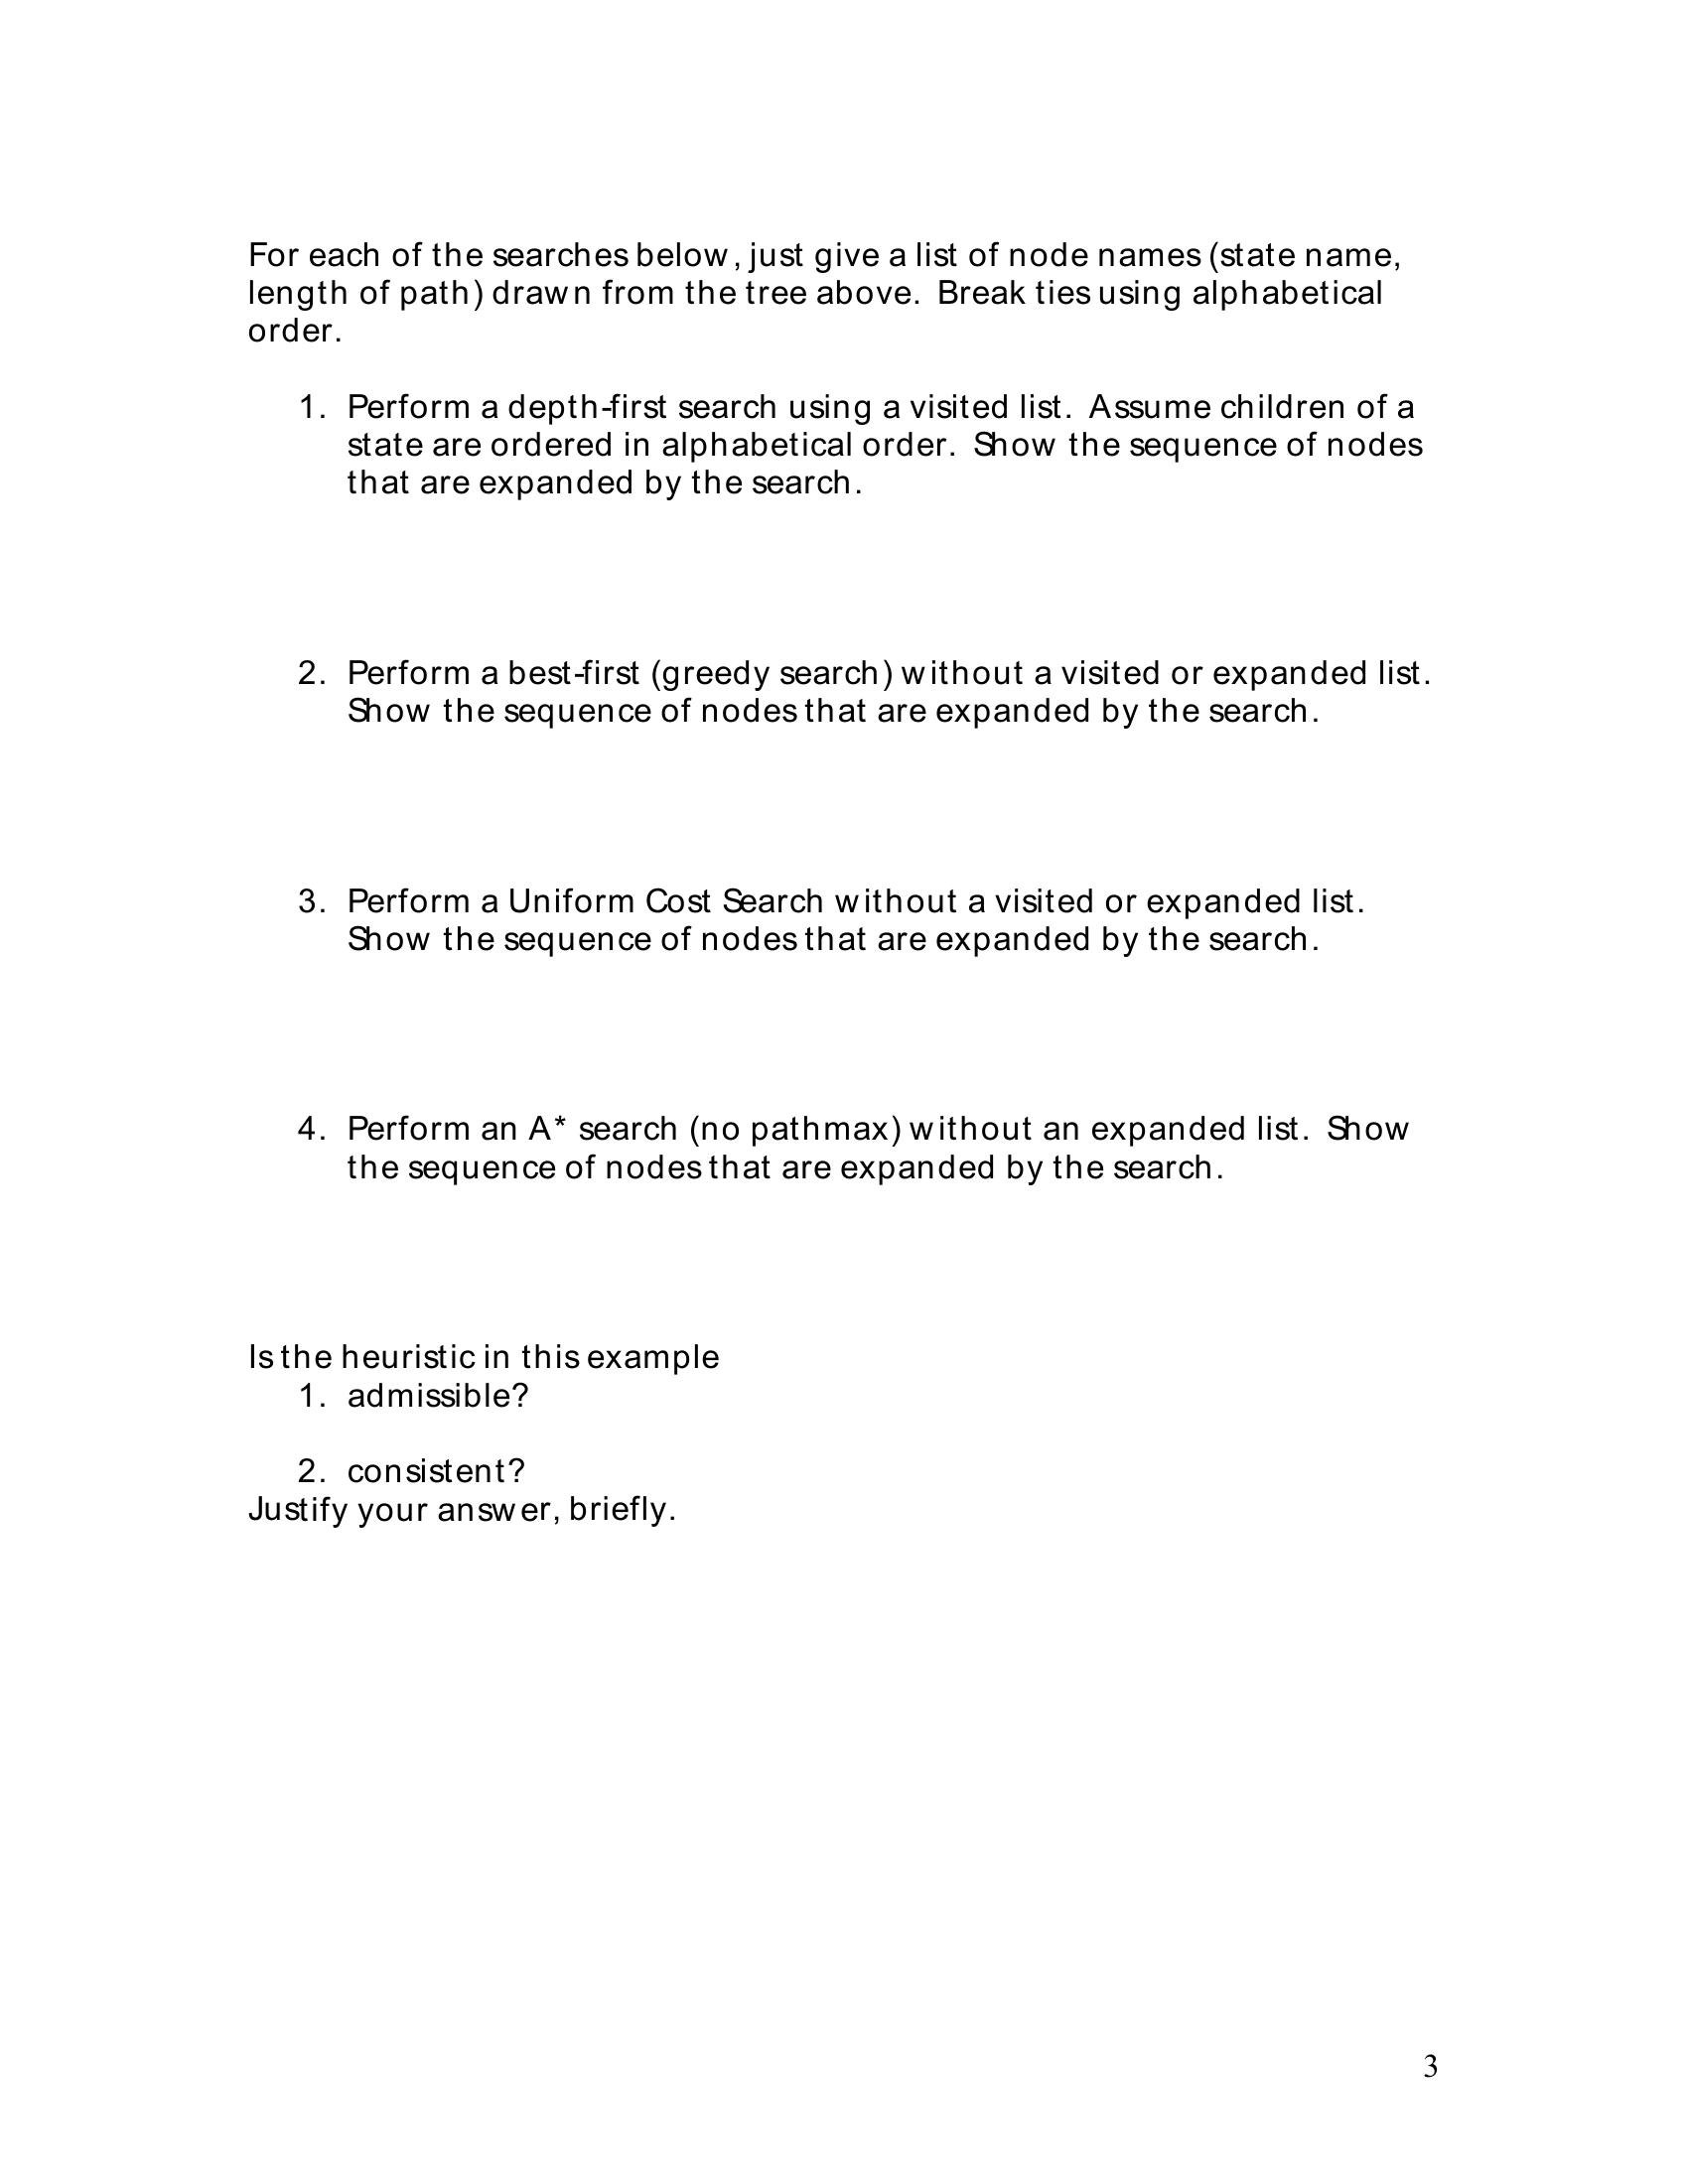 For each of the searches below, just give a list of node names (state name,
length of path) drawn from the tree above. Break ties using alphabetical
order.
1. Perform a depth-first search using a visited list. Assume children of a
state are ordered in alphabetical order. Show the sequence of nodes
that are expanded by the search.
2. Perform a best-first (greedy search) without a visited or expanded list.
Show the sequence of nodes that are expanded by the search.
3. Perform a Uniform Cost Search without a visited or expanded list.
Show the sequence of nodes that are expanded by the search.
4. Perform an A* search (no pathmax) without an expanded list. Show
the sequence of nodes that are expanded by the search.
Is the heuristic in this example
1. admissible?
2. consistent?
Justify your answer, briefly.
3